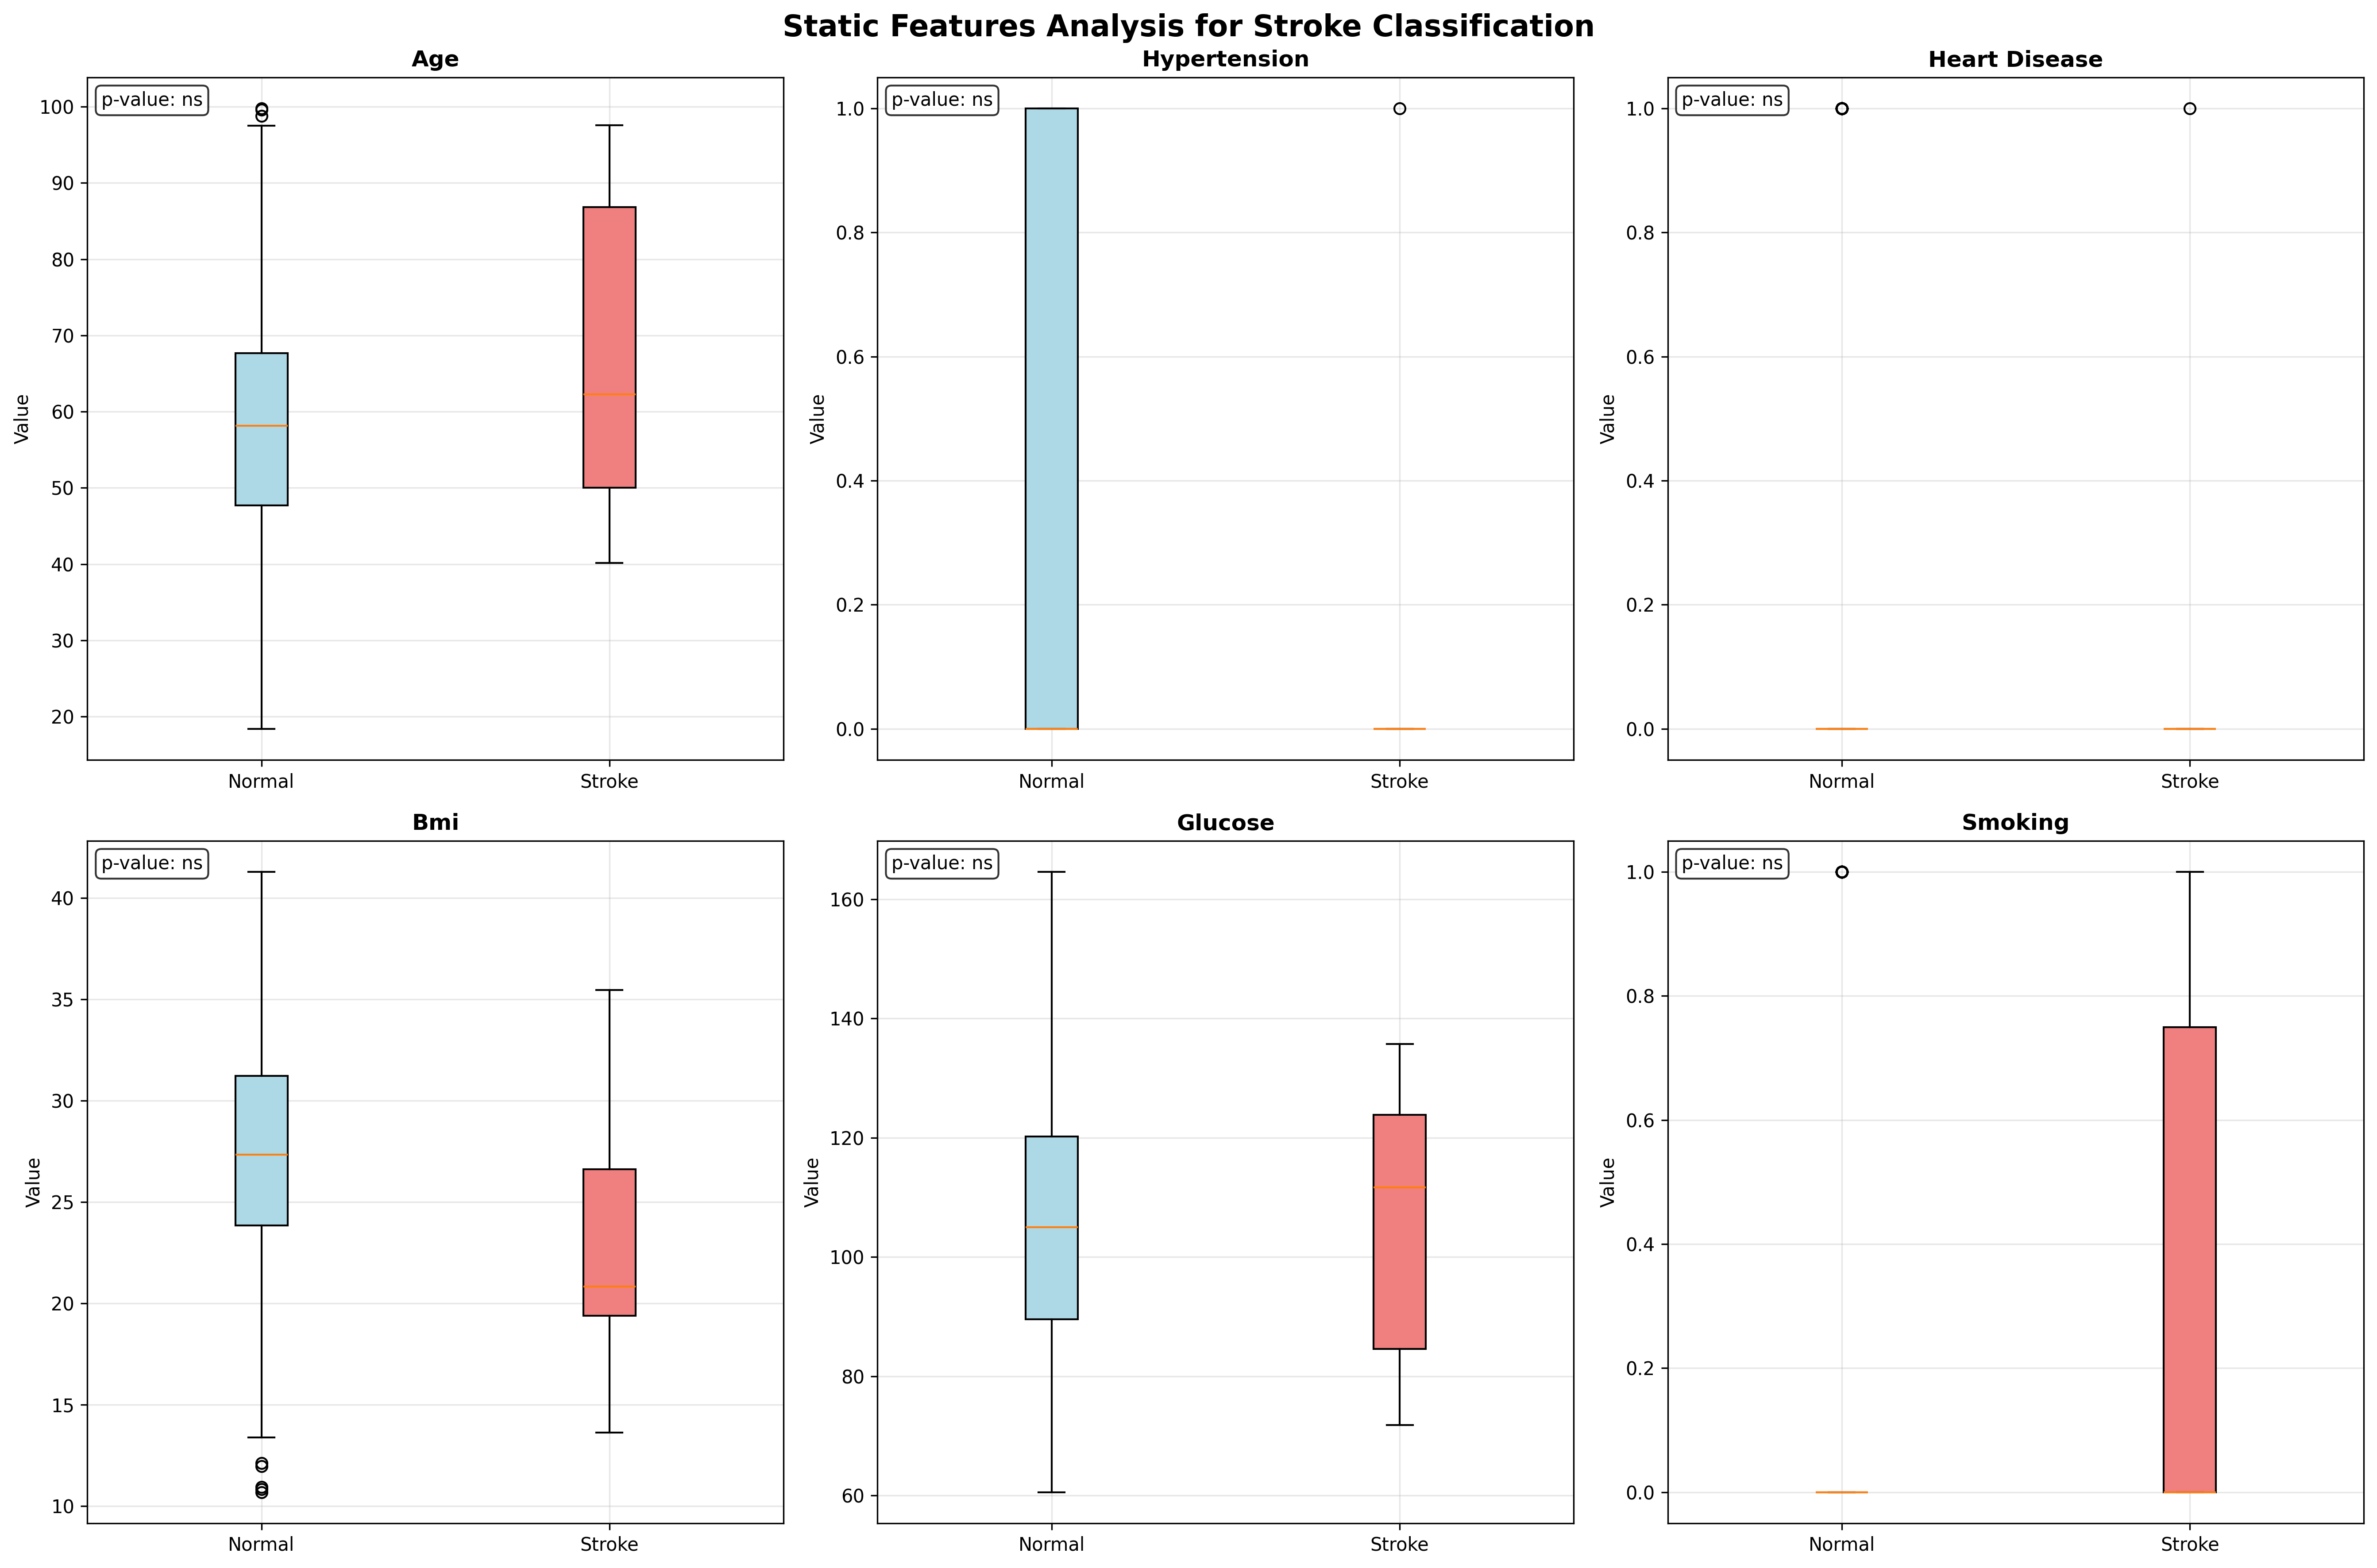 Static Features Analysis for Stroke Classification
Age
p-value: ns
Value
100
90
80
70
60
50
40
30
20
Normal
Stroke
Hypertension
p-value: ns
Value
1.0
0.8
0.6
0.4
0.2
0.0
Normal
Stroke
Heart Disease
p-value: ns
Value
1.0
0.8
0.6
0.4
0.2
0.0
Normal
Stroke
Bmi
p-value: ns
Value
40
35
30
25
20
15
10
Normal
Stroke
Glucose
p-value: ns
Value
160
140
120
100
80
60
Normal
Stroke
Smoking
p-value: ns
Value
1.0
0.8
0.6
0.4
0.2
0.0
Normal
Stroke